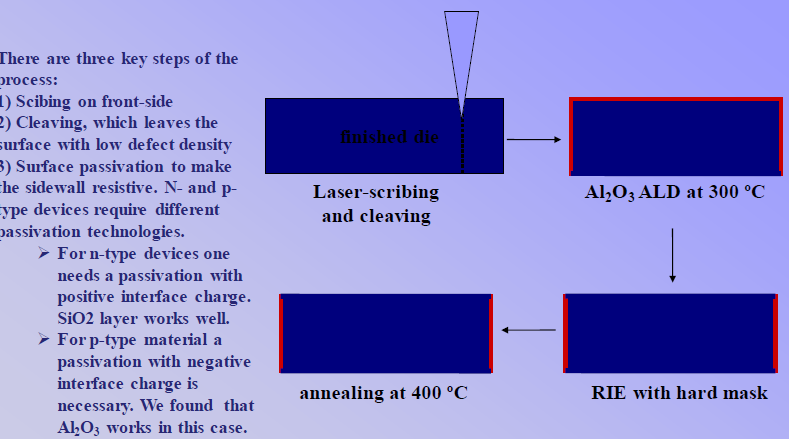 There are three key steps of the
process:
1) Scibing on front-side
2) Cleaving, which leaves the
surface with low defect density
3) Surface passivation to make
the sidewall resistive. N- and p-
type devices require different
passivation technologies.
➢ For n-type devices one
needs a passivation with
positive interface charge.
SiO2 layer works well.
➢ For p-type material a
passivation with negative
interface charge is
necessary. We found that
Al₂O₃ works in this case.
finished die
Laser-scribing
and cleaving
Al₂O₃ ALD at 300 ºC
RIE with hard mask
annealing at 400 ºC